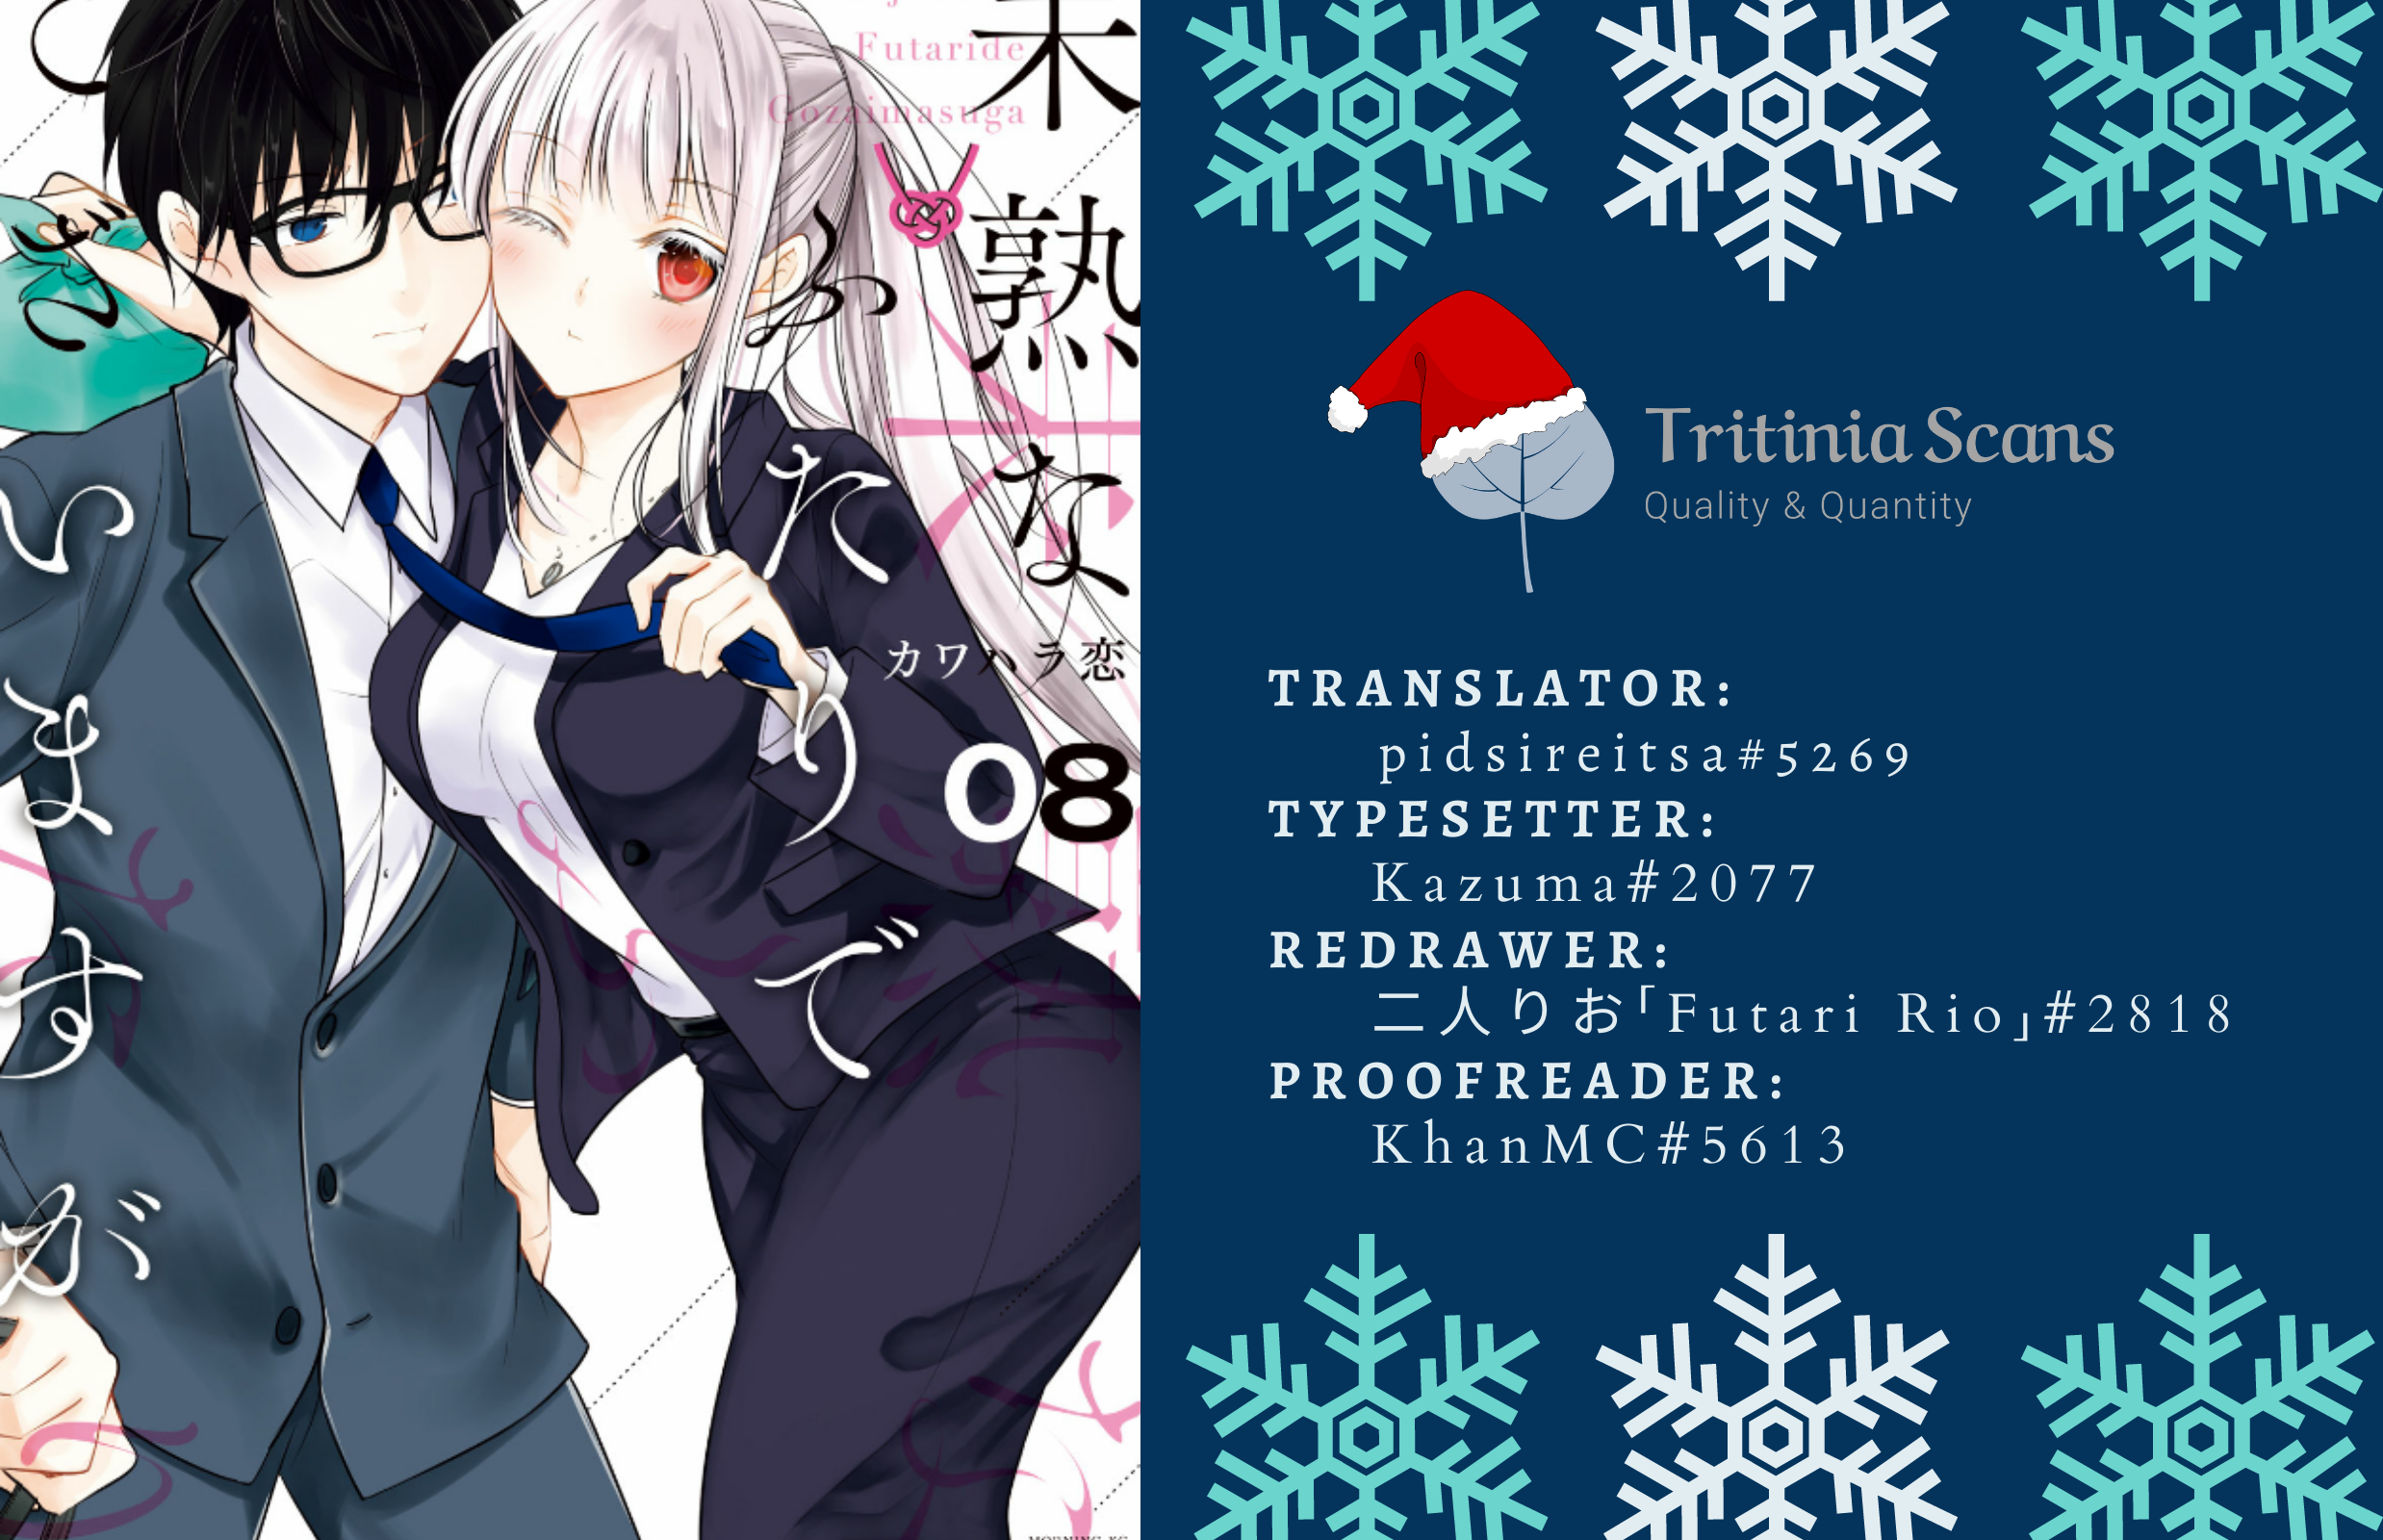 Futaride
Gozaimasuga
未熟な
ふたりで
ございますが
カワハラ恋
08
Tritinia Scans
Quality & Quantity
TRANSLATOR:
pidsireitsa#5269
TYPESETTER:
Kazuma#2077
REDRAWER:
二人りお「Futari Rio」#2818
PROOFREADER:
KhanMC#5613